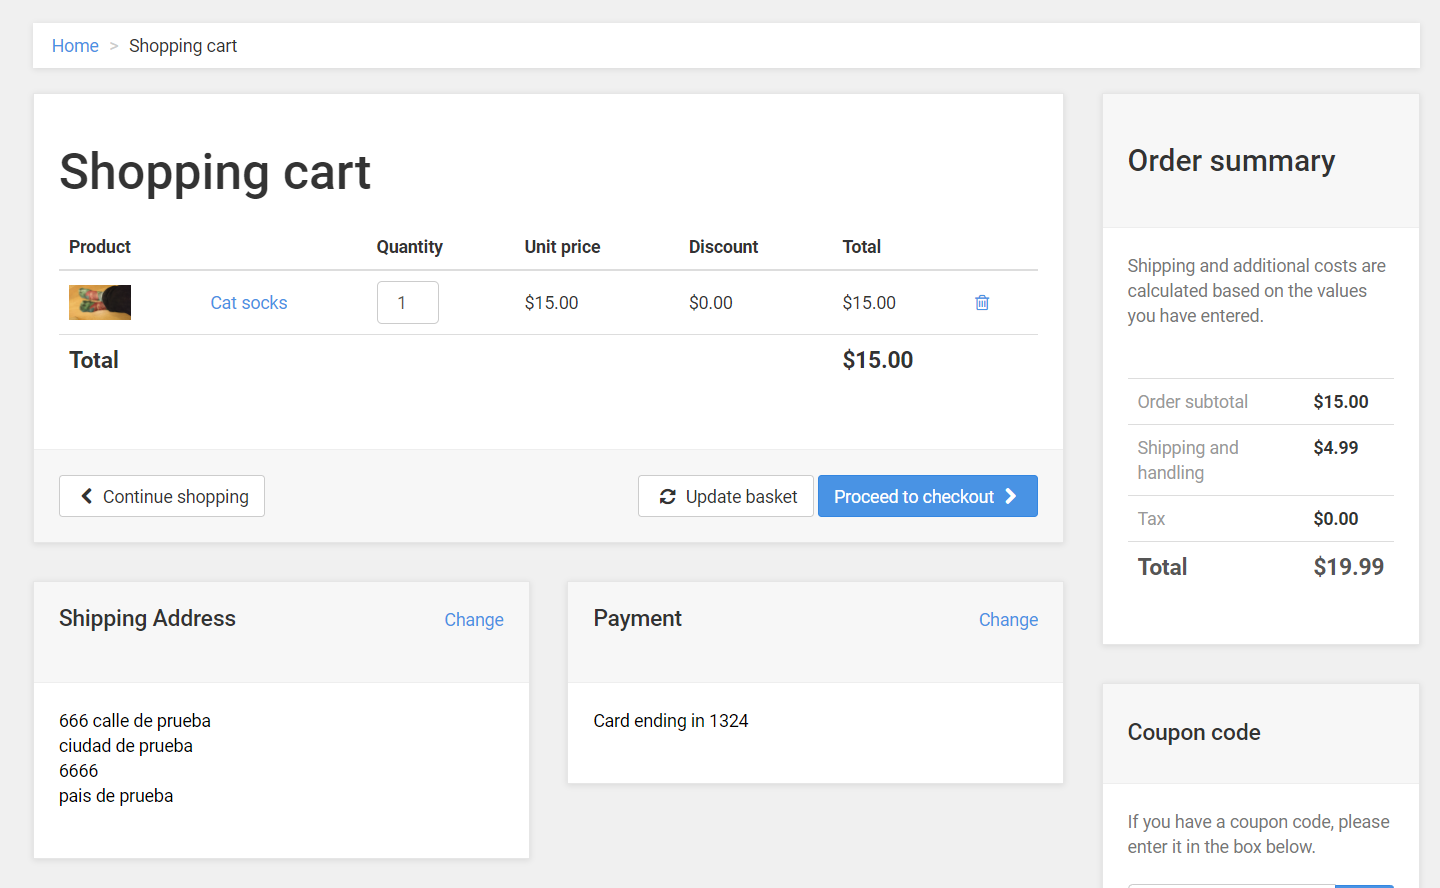 Home > Shopping cart
Shopping cart
Product Quantity Unit price Discount Total
Cat socks 1 $15.00 $0.00 $15.00
Total $15.00
Continue shopping Update basket Proceed to checkout
Shipping Address Change
666 calle de prueba
ciudad de prueba
6666
pais de prueba
Payment Change
Card ending in 1324
Order summary
Shipping and additional costs are
calculated based on the values
you have entered.
Order subtotal $15.00
Shipping and $4.99
handling
Tax $0.00
Total $19.99
Coupon code
If you have a coupon code, please
enter it in the box below.